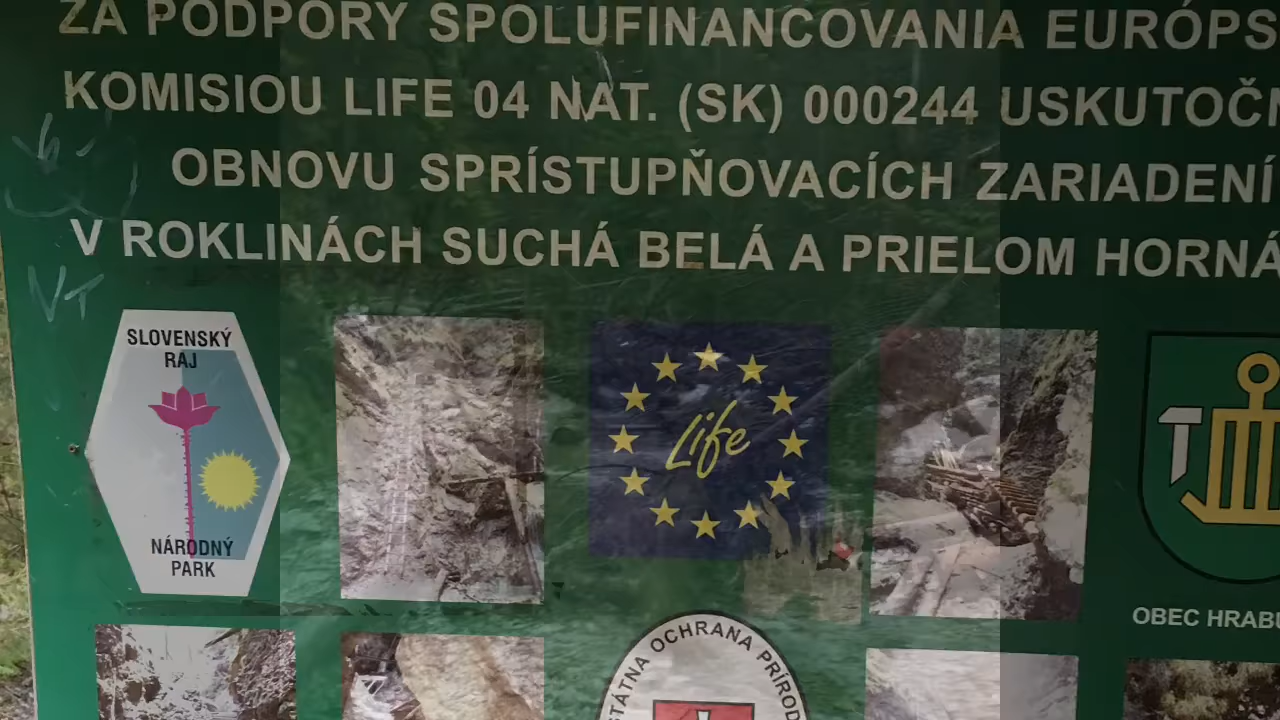 ZA PODPORY SPOLUFINANCOVANIA EURÓPS
KOMISIOU LIFE 04 NAT. (SK) 000244 USKUTOČN
OBNOVU SPRÍSTUPŇOVACÍCH ZARIADENÍ
V ROKLINÁCH SUCHÁ BELÁ A PRIELOM HORNÁ
SLOVENSKÝ
RAJ
Life
NÁRODNÝ
PARK
OBEC HRABU
ŠTÁTNA OCHRANA PRÍROD